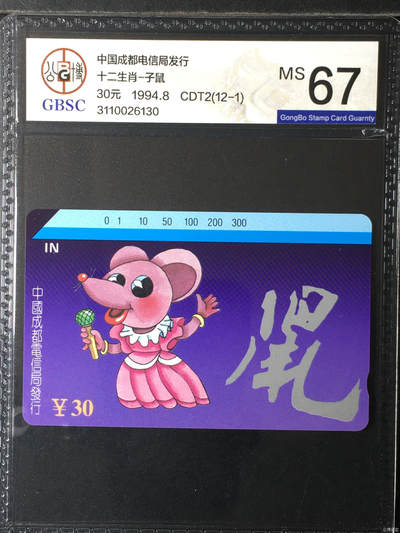 公博
GBSC
中国成都电信局发行
十二生肖-子鼠
30元 1994.8 CDT2(12-1)
3110026130
MS 67
GongBo Stamp Card Guarnty
0 1 10 50 100 200 300
IN
中國成都電信局發行
¥30
鼠